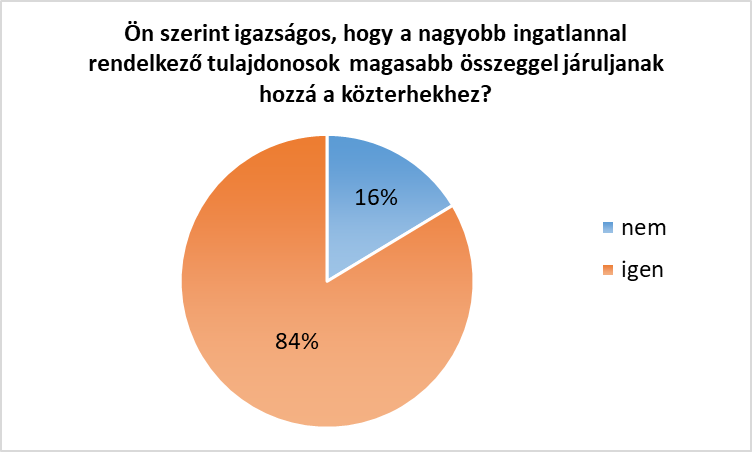 Ön szerint igazságos, hogy a nagyobb ingatlannal
rendelkező tulajdonosok magasabb összeggel járuljanak
hozzá a közterhekhez?
16%
84%
nem
igen